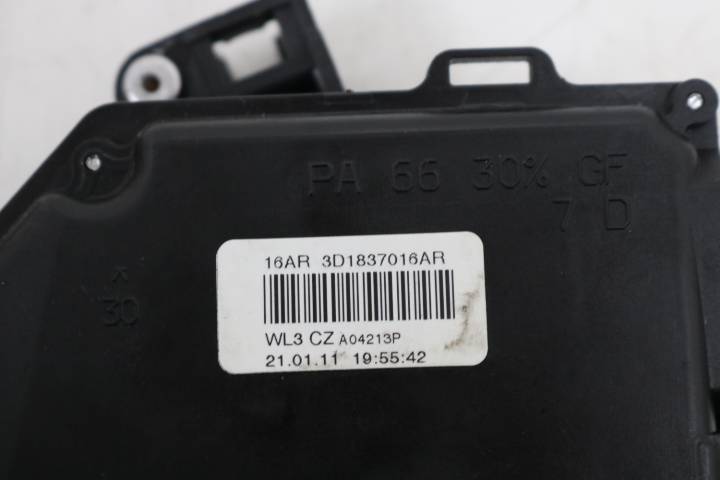 PA 66 30% GF
7 D
16AR 3D1837016AR
30
WL3 CZ A04213P
21.01.11 19:55:42